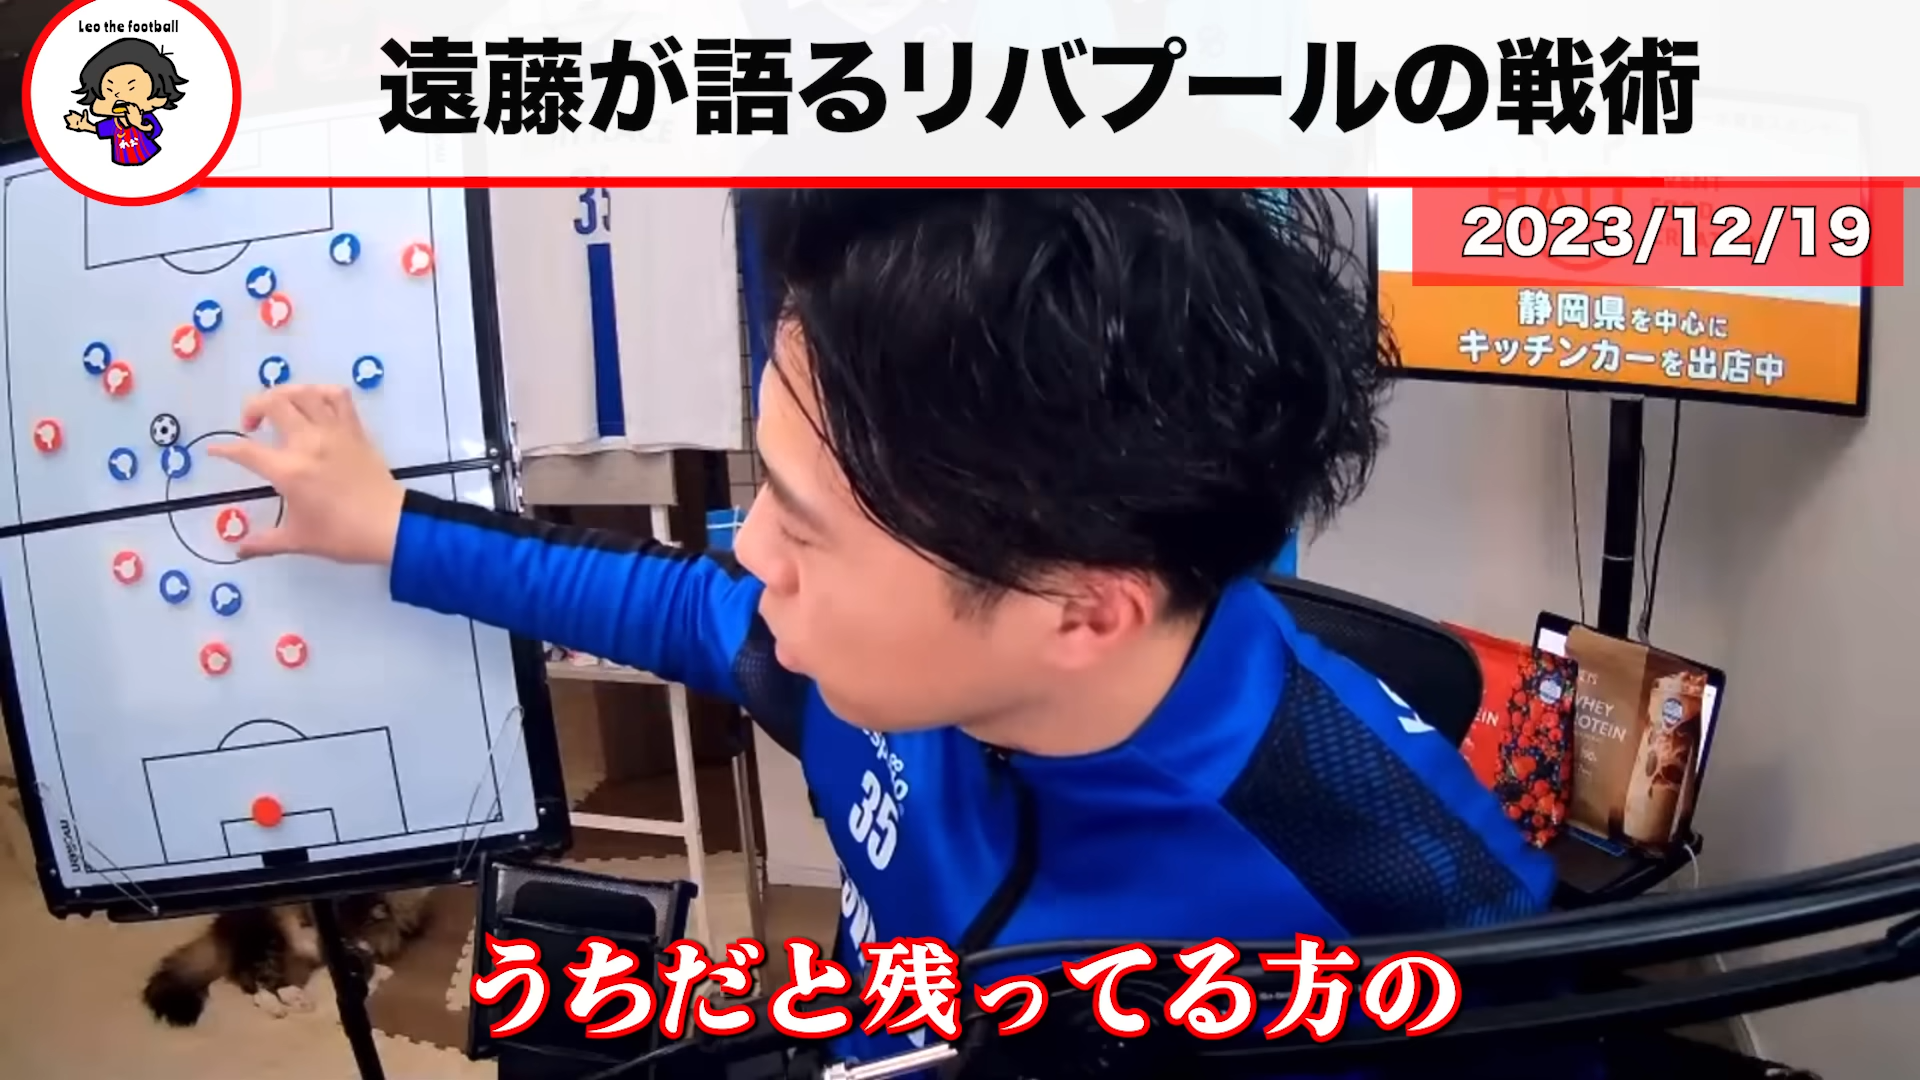 Leo the football
遠藤が語るリバプールの戦術
2023/12/19
静岡県を中心に
キッチンカーを出店中
35
WHEY
PROTEIN
35
うちだと残ってる方の